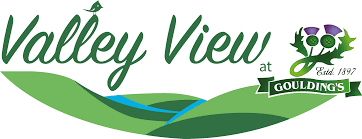 Valley View at
Estd. 1897
GOULDING'S